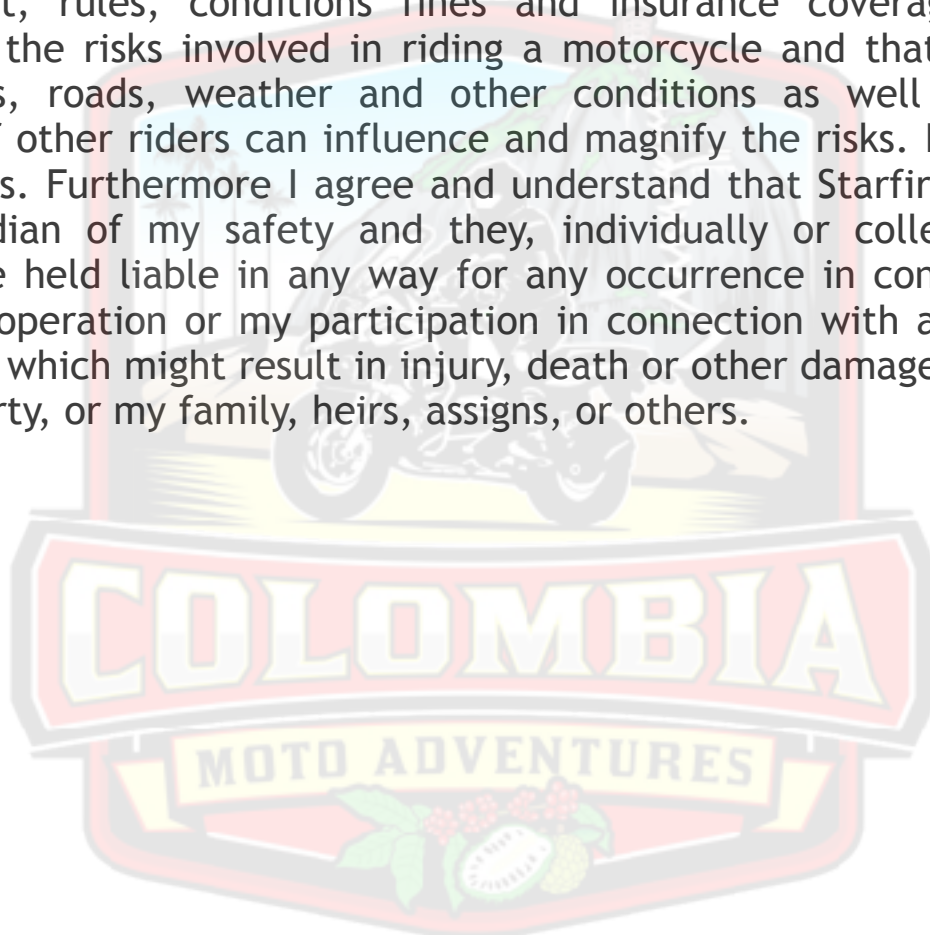 t, rules, conditions fines and insurance coverag
the risks involved in riding a motorcycle and that
s, roads, weather and other conditions as well
f other riders can influence and magnify the risks. I
s. Furthermore I agree and understand that Starfir
dian of my safety and they, individually or colle
e held liable in any way for any occurrence in con
operation or my participation in connection with a
which might result in injury, death or other damage
rty, or my family, heirs, assigns, or others.
COLOMBIA
MOTO ADVENTURES